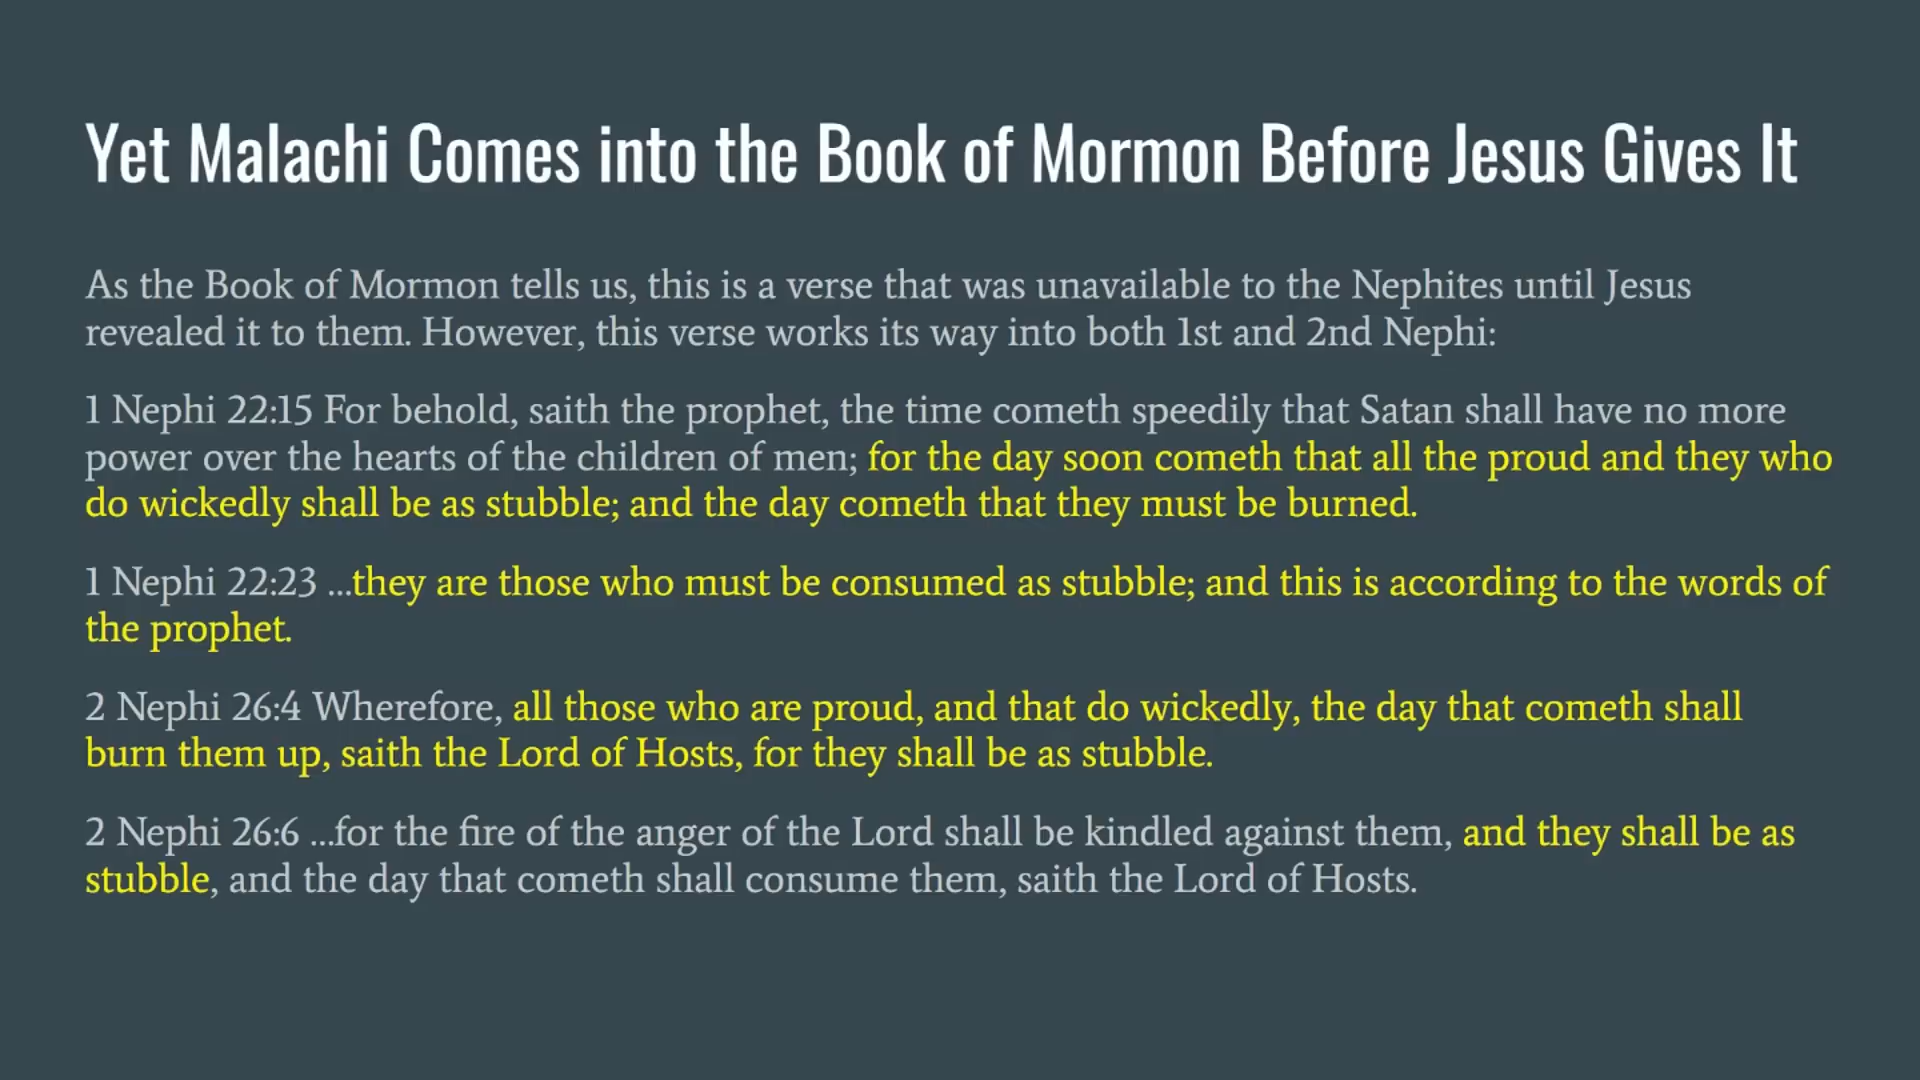 Yet Malachi Comes into the Book of Mormon Before Jesus Gives It
As the Book of Mormon tells us, this is a verse that was unavailable to the Nephites until Jesus
revealed it to them. However, this verse works its way into both 1st and 2nd Nephi:
1 Nephi 22:15 For behold, saith the prophet, the time cometh speedily that Satan shall have no more
power over the hearts of the children of men; for the day soon cometh that all the proud and they who
do wickedly shall be as stubble; and the day cometh that they must be burned.
1 Nephi 22:23 ...they are those who must be consumed as stubble; and this is according to the words of
the prophet.
2 Nephi 26:4 Wherefore, all those who are proud, and that do wickedly, the day that cometh shall
burn them up, saith the Lord of Hosts, for they shall be as stubble.
2 Nephi 26:6 ...for the fire of the anger of the Lord shall be kindled against them, and they shall be as
stubble, and the day that cometh shall consume them, saith the Lord of Hosts.